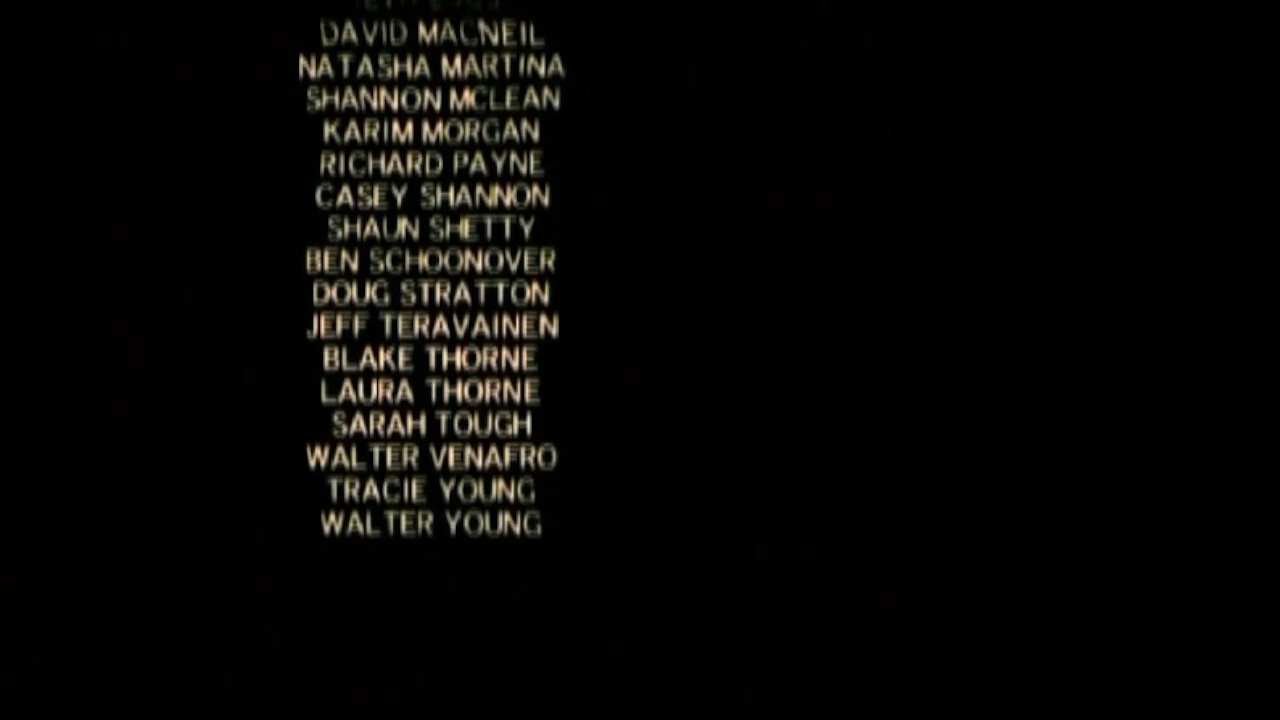 DAVID MACNEIL
NATASHA MARTINA
SHANNON MCLEAN
KARIM MORGAN
RICHARD PAYNE
CASEY SHANNON
SHAUN SHETTY
BEN SCHOONOVER
DOUG STRATTON
JEFF TERAVAINEN
BLAKE THORNE
LAURA THORNE
SARAH TOUGH
WALTER VENAFRO
TRACIE YOUNG
WALTER YOUNG